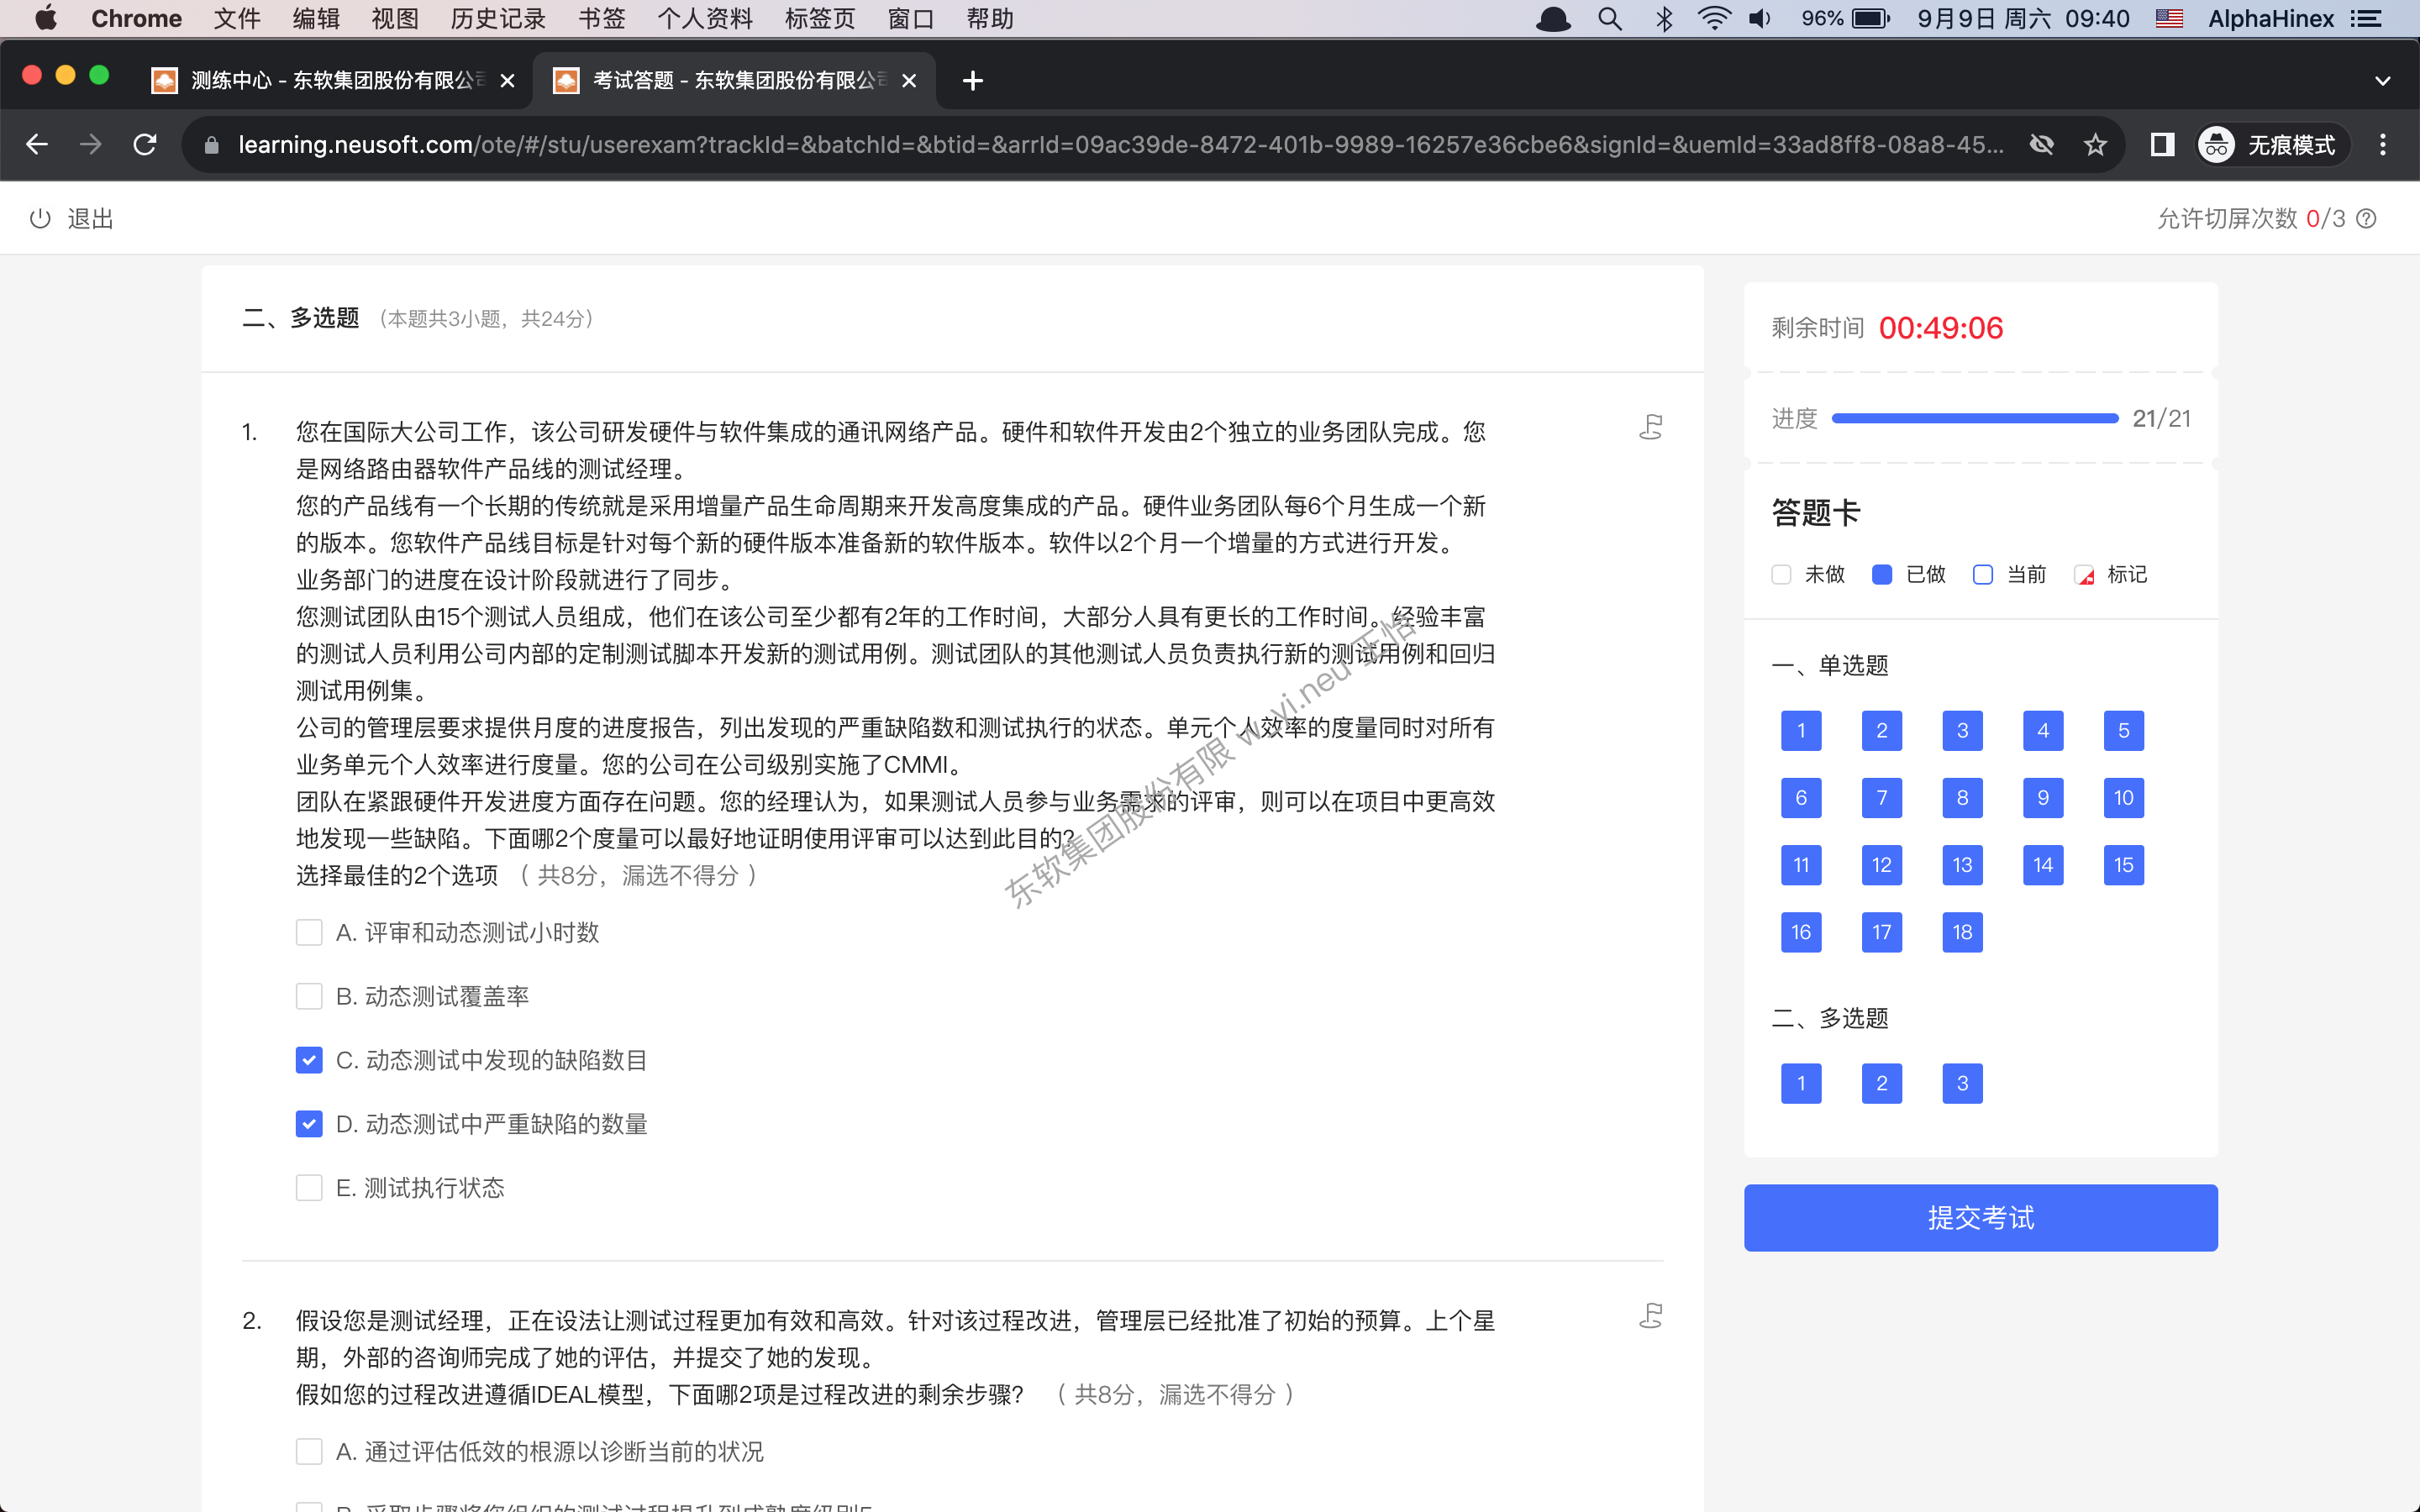 Chrome 文件 编辑 视图 历史记录 书签 个人资料 标签页 窗口 帮助 96% 9月9日 周六 09:40 AlphaHinex
测练中心 - 东软集团股份有限公司 考试答题 - 东软集团股份有限公司
learning.neusoft.com/ote/#/stu/userexam?trackId=&batchId=&btid=&arrId=09ac39de-8472-401b-9989-16257e36cbe6&signId=&uemId=33ad8ff8-08a8-45... 无痕模式
退出 允许切屏次数 0/3
二、多选题 (本题共3小题，共24分)
1. 您在国际大公司工作，该公司研发硬件与软件集成的通讯网络产品。硬件和软件开发由2个独立的业务团队完成。您
是网络路由器软件产品线的测试经理。
您的产品线有一个长期的传统就是采用增量产品生命周期来开发高度集成的产品。硬件业务团队每6个月生成一个新
的版本。您软件产品线目标是针对每个新的硬件版本准备新的软件版本。软件以2个月一个增量的方式进行开发。
业务部门的进度在设计阶段就进行了同步。
您测试团队由15个测试人员组成，他们在该公司至少都有2年的工作时间，大部分人具有更长的工作时间。经验丰富
的测试人员利用公司内部的定制测试脚本开发新的测试用例。测试团队的其他测试人员负责执行新的测试用例和回归
测试用例集。
公司的管理层要求提供月度的进度报告，列出发现的严重缺陷数和测试执行的状态。单元个人效率的度量同时对所有
业务单元个人效率进行度量。您的公司在公司级别实施了CMMI。
团队在紧跟硬件开发进度方面存在问题。您的经理认为，如果测试人员参与业务需求的评审，则可以在项目中更高效
地发现一些缺陷。下面哪2个度量可以最好地证明使用评审可以达到此目的?
选择最佳的2个选项 （ 共8分，漏选不得分 ）
东软集团股份有限 w_yi.neu 王怡
A. 评审和动态测试小时数
B. 动态测试覆盖率
C. 动态测试中发现的缺陷数目
D. 动态测试中严重缺陷的数量
E. 测试执行状态
2. 假设您是测试经理，正在设法让测试过程更加有效和高效。针对该过程改进，管理层已经批准了初始的预算。上个星
期，外部的咨询师完成了她的评估，并提交了她的发现。
假如您的过程改进遵循IDEAL模型，下面哪2项是过程改进的剩余步骤? （ 共8分，漏选不得分 ）
A. 通过评估低效的根源以诊断当前的状况
剩余时间 00:49:06
进度 21/21
答题卡
未做 已做 当前 标记
一、单选题
1 2 3 4 5
6 7 8 9 10
11 12 13 14 15
16 17 18
二、多选题
1 2 3
提交考试